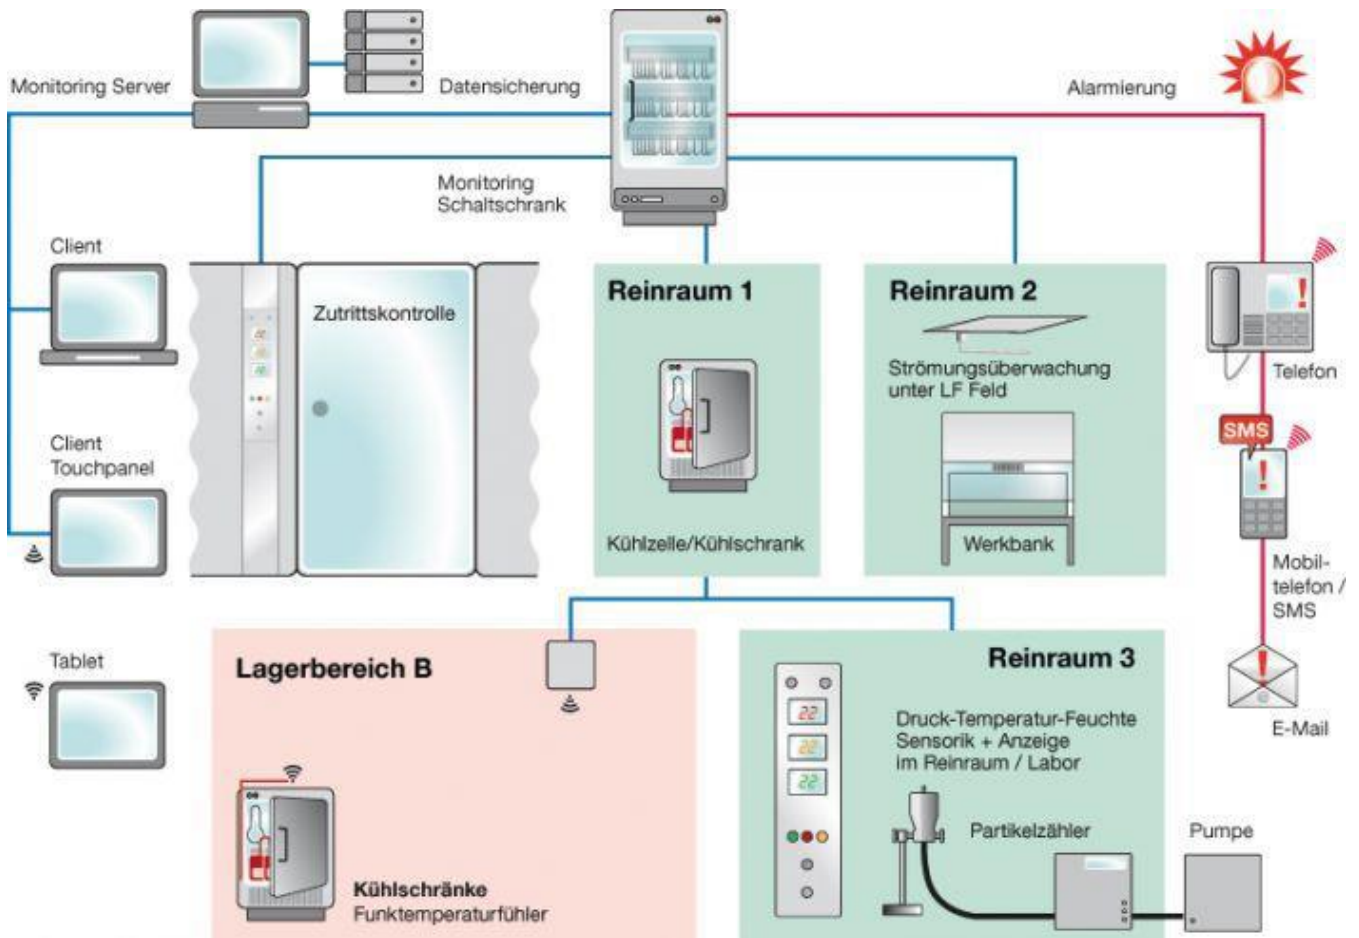 Monitoring Server
Datensicherung
Alarmierung
Monitoring
Schaltschrank
Client
Zutrittskontrolle
Reinraum 1
Reinraum 2
Strömungsüberwachung
unter LF Feld
Telefon
SMS
Client
Touchpanel
Kühlzelle/Kühlschrank
Werkbank
Mobil-
telefon /
SMS
Tablet
Lagerbereich B
Reinraum 3
22
22
22
Druck-Temperatur-Feuchte
Sensorik + Anzeige
im Reinraum / Labor
E-Mail
Partikelzähler
Pumpe
Kühlschränke
Funktemperaturfühler